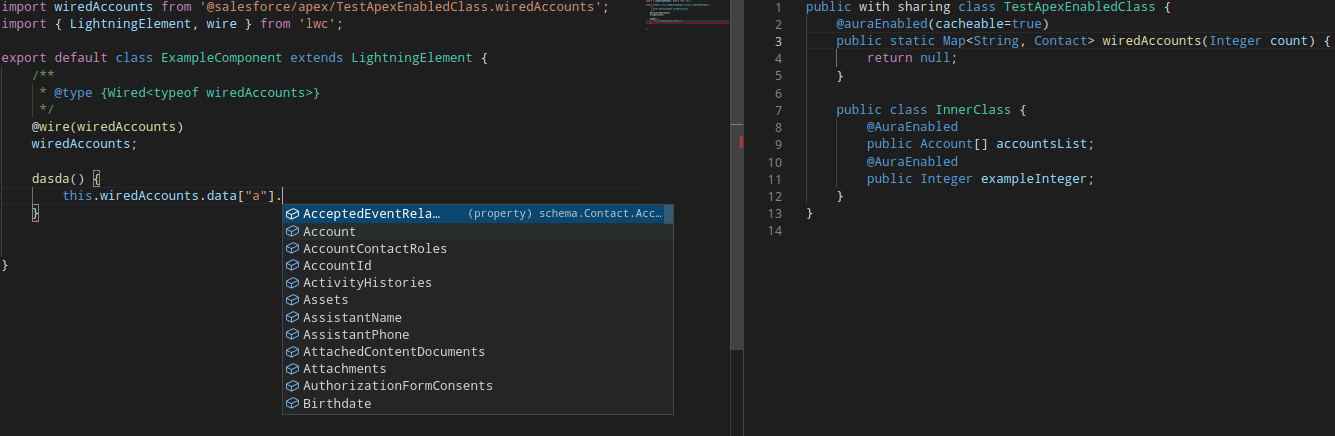 import wiredAccounts from '@salesforce/apex/TestApexEnabledClass.wiredAccounts';
import { LightningElement, wire } from 'lwc';
export default class ExampleComponent extends LightningElement {
/**
* @type {Wired<typeof wiredAccounts>}
*/
@wire(wiredAccounts)
wiredAccounts;
dasda() {
this.wiredAccounts.data["a"].
}
}
AcceptedEventRela… (property) schema.Contact.Acc…
Account
AccountContactRoles
AccountId
ActivityHistories
Assets
AssistantName
AssistantPhone
AttachedContentDocuments
Attachments
AuthorizationFormConsents
Birthdate
1 public with sharing class TestApexEnabledClass {
2 @auraEnabled(cacheable=true)
3 public static Map<String, Contact> wiredAccounts(Integer count) {
4 return null;
5 }
6
7 public class InnerClass {
8 @AuraEnabled
9 public Account[] accountsList;
10 @AuraEnabled
11 public Integer exampleInteger;
12 }
13 }
14